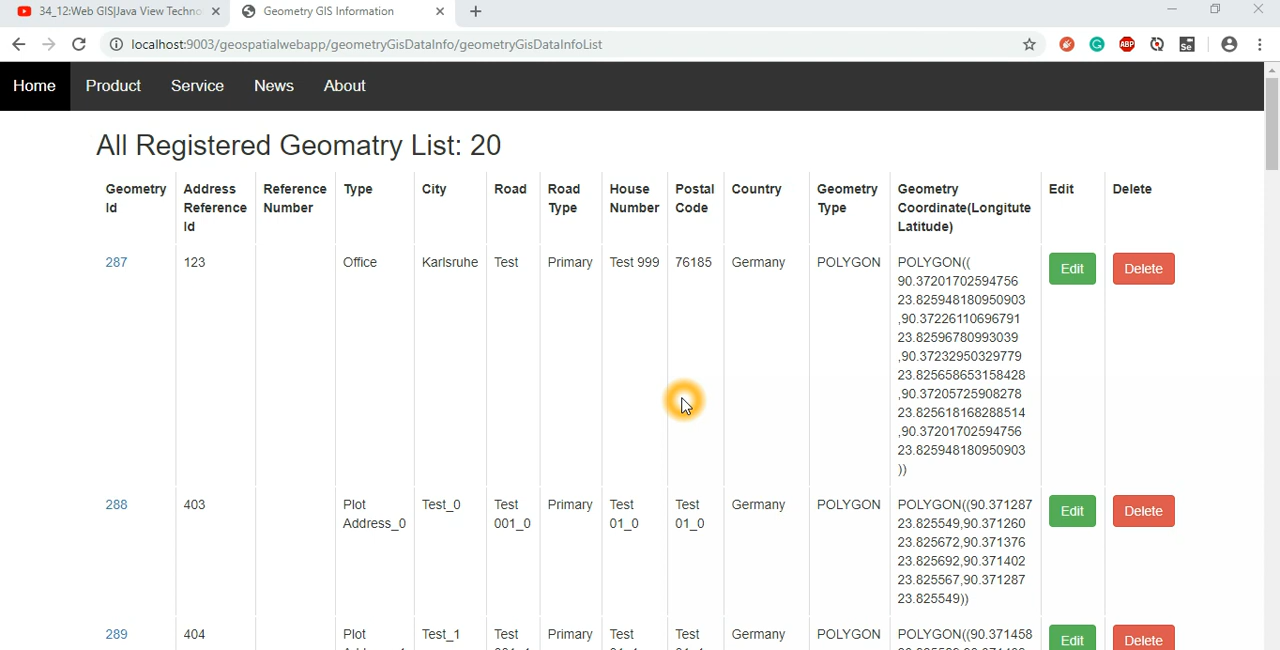 34_12:Web GIS|Java View Techno
Geometry GIS Information
localhost:9003/geospatialwebapp/geometryGisDataInfo/geometryGisDataInfoList
ABP
Se
Home Product Service News About
All Registered Geomatry List: 20
Geometry Id
Address Reference Id
Reference Number
Type
City
Road
Road Type
House Number
Postal Code
Country
Geometry Type
Geometry Coordinate(Longitute Latitude)
Edit
Delete
287 123 Office Karlsruhe Test Primary Test 999 76185 Germany POLYGON
POLYGON((
90.37201702594756
23.825948180950903
,90.37226110696791
23.82596780993039
,90.37232950329779
23.825658653158428
,90.37205725908278
23.825618168288514
,90.37201702594756
23.825948180950903
))
Edit Delete
288 403 Plot Address_0 Test_0 Test 001_0 Primary Test 01_0 Test 01_0 Germany POLYGON
POLYGON((90.371287
23.825549,90.371260
23.825672,90.371376
23.825692,90.371402
23.825567,90.371287
23.825549))
Edit Delete
289 404 Plot Test_1 Test Primary Test Test Germany POLYGON
POLYGON((90.371458
Edit Delete